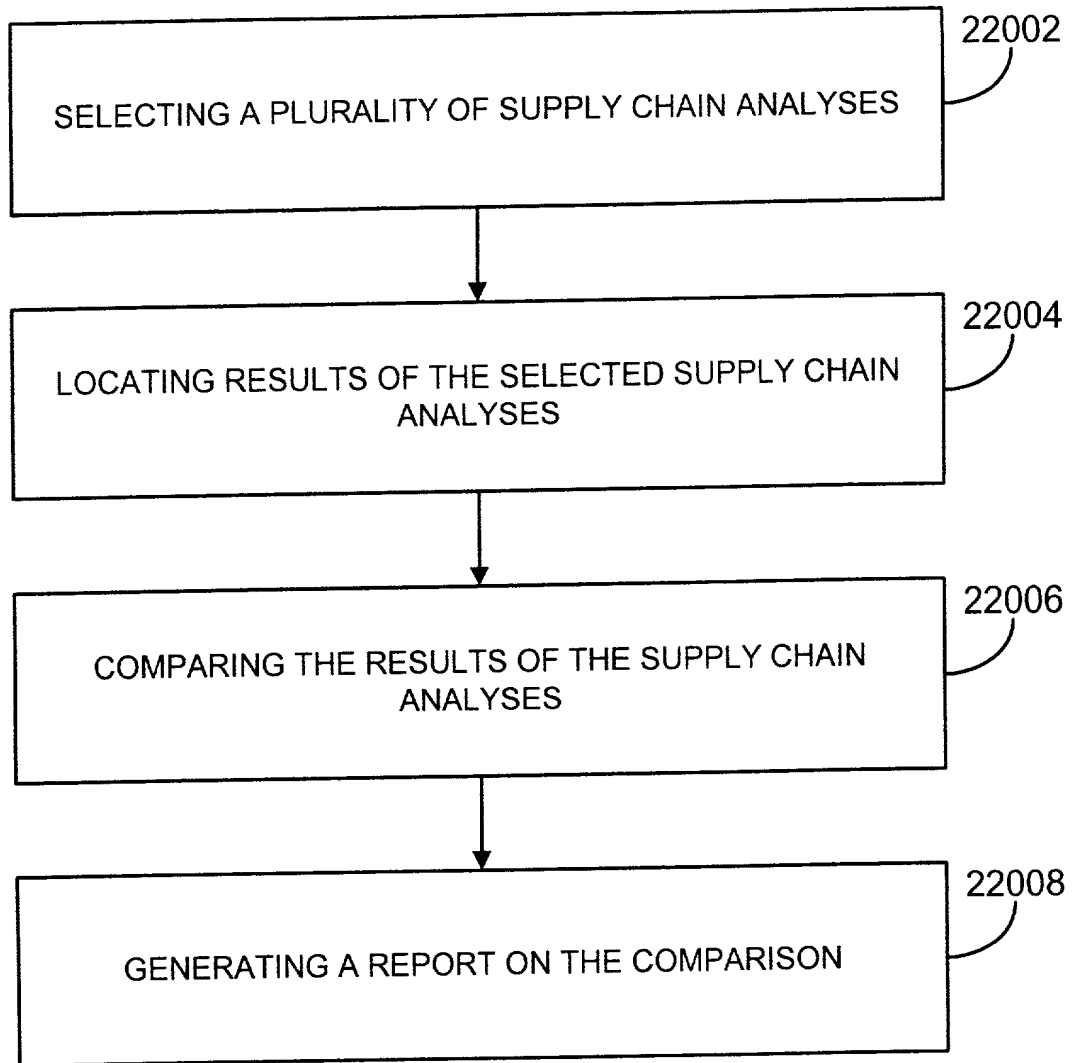 22002
SELECTING A PLURALITY OF SUPPLY CHAIN ANALYSES
22004
LOCATING RESULTS OF THE SELECTED SUPPLY CHAIN
ANALYSES
22006
COMPARING THE RESULTS OF THE SUPPLY CHAIN
ANALYSES
22008
GENERATING A REPORT ON THE COMPARISON